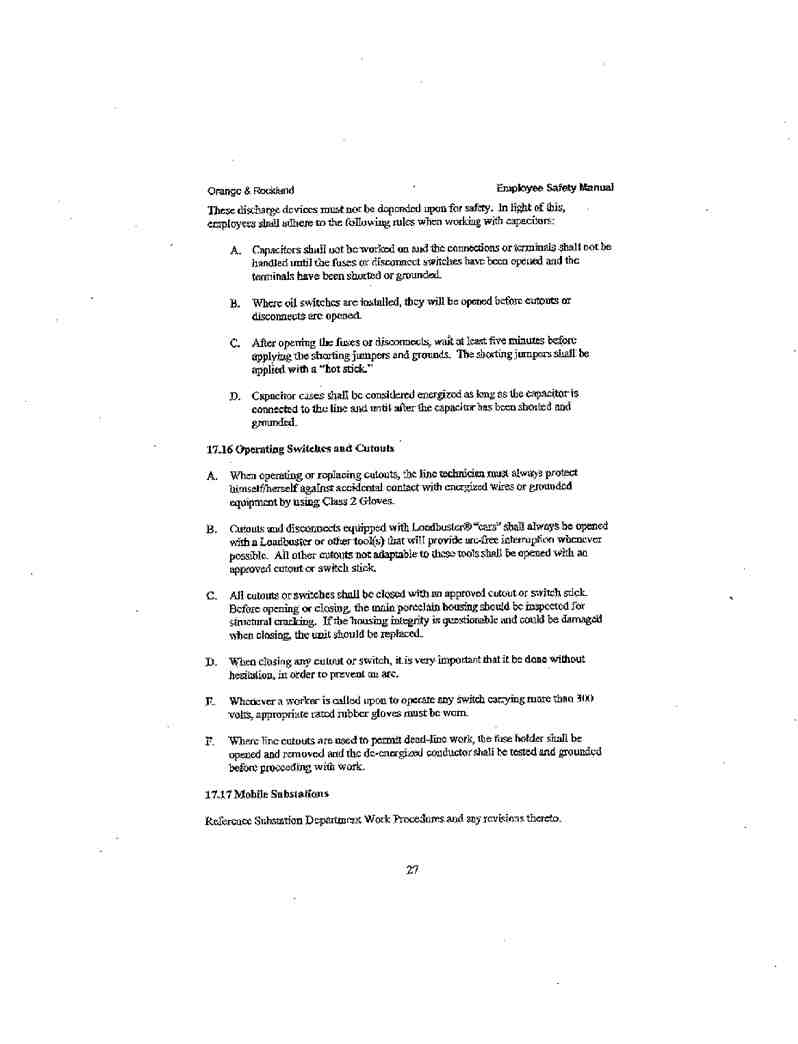 Orange & Rockland
Employee Safety Manual
These discharge devices must not be depended upon for safety. In light of this,
employees shall adhere to the following rules when working with capacitors:
A. Capacitors shall not be worked on and the connections or terminals shall not be
handled until the fuses or disconnect switches have been opened and the
terminals have been shorted or grounded.
B. Where oil switches are installed, they will be opened before cutouts or
disconnects are opened.
C. After opening the fuses or disconnects, wait at least five minutes before
applying the shorting jumpers and grounds. The shorting jumpers shall be
applied with a "hot stick."
D. Capacitor cases shall be considered energized as long as the capacitor is
connected to the line and until after the capacitor has been shorted and
grounded.
17.16 Operating Switches and Cutouts
A. When operating or replacing cutouts, the line technician must always protect
himself/herself against accidental contact with energized wires or grounded
equipment by using Class 2 Gloves.
B. Cutouts and disconnects equipped with Loadbuster® "ears" shall always be opened
with a Loadbuster or other tool(s) that will provide arc-free interruption whenever
possible. All other cutouts not adaptable to these tools shall be opened with an
approved cutout or switch stick.
C. All cutouts or switches shall be closed with an approved cutout or switch stick.
Before opening or closing, the main porcelain housing should be inspected for
structural cracking. If the housing integrity is questionable and could be damaged
when closing, the unit should be replaced.
D. When closing any cutout or switch, it is very important that it be done without
hesitation, in order to prevent an arc.
E. Whenever a worker is called upon to operate any switch carrying more than 300
volts, appropriate rated rubber gloves must be worn.
F. Where line cutouts are used to permit dead-line work, the fuse holder shall be
opened and removed and the de-energized conductor shall be tested and grounded
before proceeding with work.
17.17 Mobile Substations
Reference Substation Department Work Procedures and any revisions thereto.
27